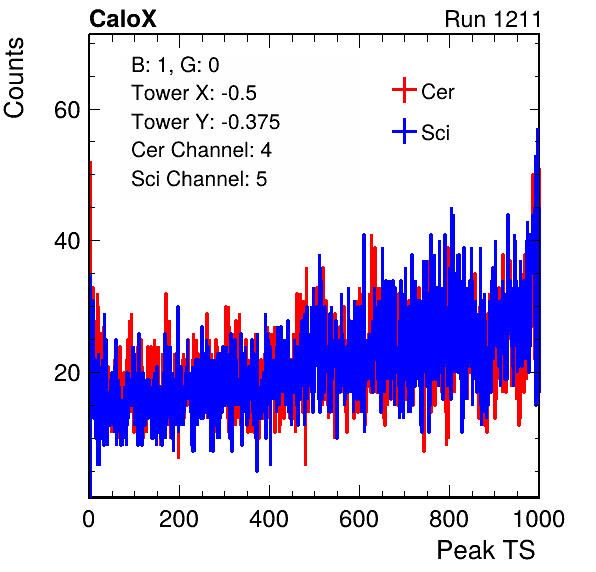 CaloX Run 1211
Counts
B: 1, G: 0
Tower X: -0.5
Tower Y: -0.375
Cer Channel: 4
Sci Channel: 5
Cer
Sci
60
40
20
0 200 400 600 800 1000
Peak TS